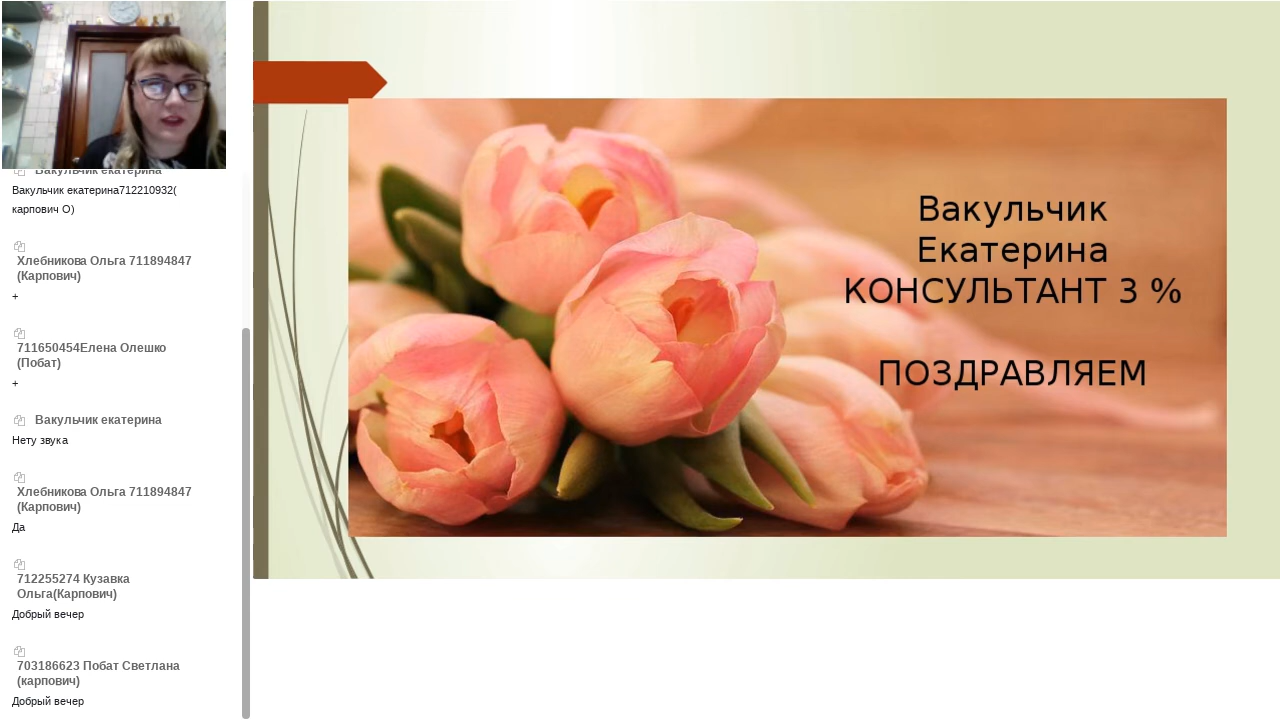 Вакульчик екатерина
Вакульчик екатерина712210932(
карпович О)
Хлебникова Ольга 711894847
(Карпович)
+
711650454Елена Олешко
(Побат)
+
Вакульчик екатерина
Нету звука
Хлебникова Ольга 711894847
(Карпович)
Да
712255274 Кузавка
Ольга(Карпович)
Добрый вечер
703186623 Побат Светлана
(карпович)
Добрый вечер
Вакульчик
Екатерина
КОНСУЛЬТАНТ 3 %
ПОЗДРАВЛЯЕМ